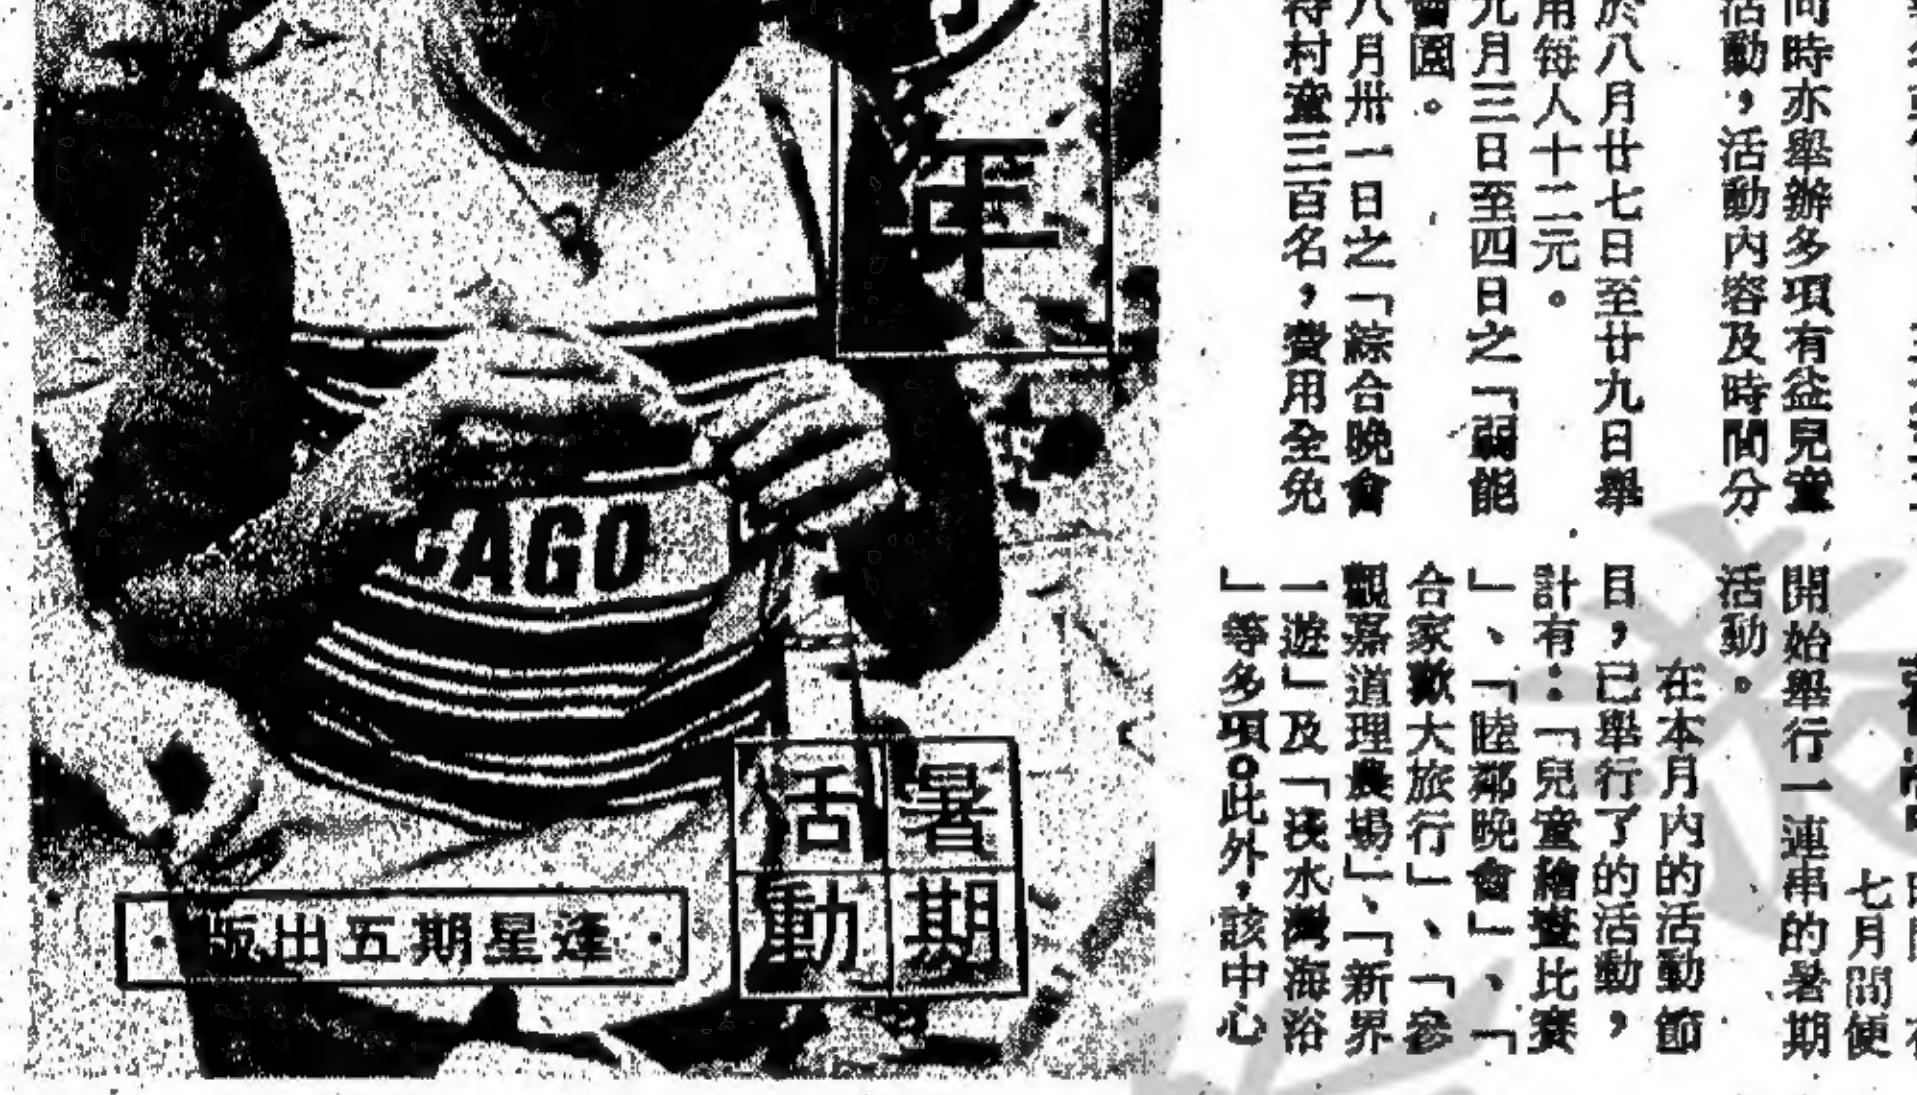 同時亦舉辦多項有益兒童
活動，活動內容及時間分
於八月廿七日至廿九日舉
用每人十二元。
元月三日至四日之「弱能
會園。
八月卅一日之「綜合晚會
待村童三百名，費用全免
七月間便
開始舉行一連串的暑期
活動。
在本月內的活動節
目，已舉行了的活動，
計有：「兒童繪畫比賽
」、「睦鄰晚會」、「
合家歡大旅行」、「參
觀嘉道理農場」、「新界
一遊」及「淺水灣海浴
」等多項。此外，該中心
年
CAGO
暑期
活動
逢星期五出版